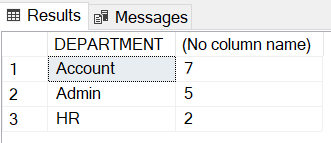 Results Messages
DEPARTMENT (No column name)
1 Account 7
2 Admin 5
3 HR 2